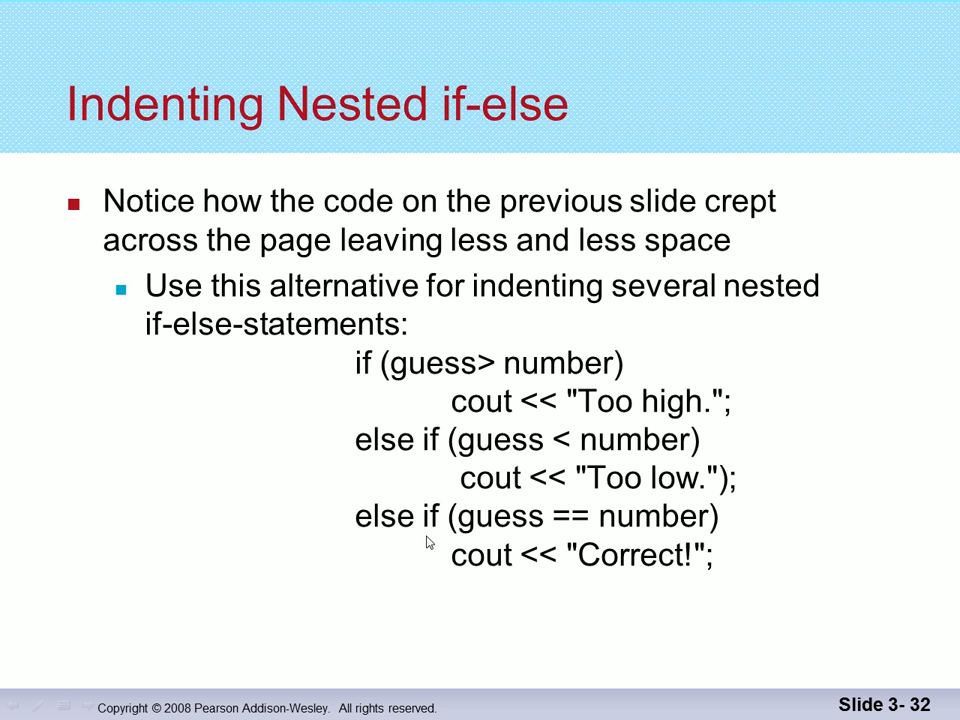 Indenting Nested if-else
Notice how the code on the previous slide crept
across the page leaving less and less space
Use this alternative for indenting several nested
if-else-statements:
if (guess> number)
cout << "Too high.";
else if (guess < number)
cout << "Too low.");
else if (guess == number)
cout << "Correct!";
Copyright © 2008 Pearson Addison-Wesley. All rights reserved.
Slide 3- 32